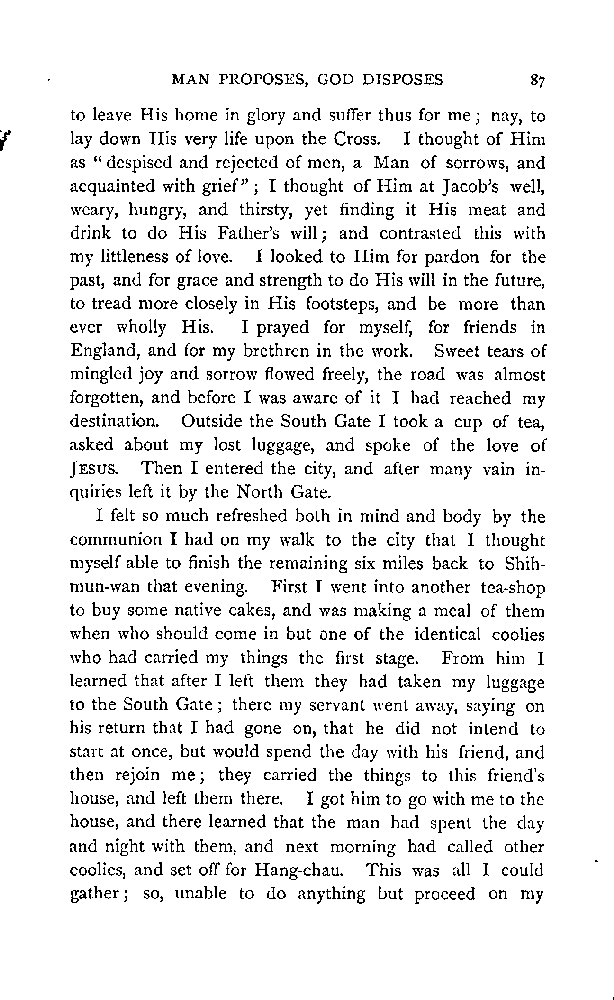 MAN PROPOSES, GOD DISPOSES 87
to leave His home in glory and suffer thus for me; nay, to
lay down His very life upon the Cross. I thought of Him
as "despised and rejected of men, a Man of sorrows, and
acquainted with grief"; I thought of Him at Jacob's well,
weary, hungry, and thirsty, yet finding it His meat and
drink to do His Father's will; and contrasted this with
my littleness of love. I looked to Him for pardon for the
past, and for grace and strength to do His will in the future,
to tread more closely in His footsteps, and be more than
ever wholly His. I prayed for myself, for friends in
England, and for my brethren in the work. Sweet tears of
mingled joy and sorrow flowed freely, the road was almost
forgotten, and before I was aware of it I had reached my
destination. Outside the South Gate I took a cup of tea,
asked about my lost luggage, and spoke of the love of
JESUS. Then I entered the city, and after many vain in-
quiries left it by the North Gate.
I felt so much refreshed both in mind and body by the
communion I had on my walk to the city that I thought
myself able to finish the remaining six miles back to Shih-
mun-wan that evening. First I went into another tea-shop
to buy some native cakes, and was making a meal of them
when who should come in but one of the identical coolies
who had carried my things the first stage. From him I
learned that after I left them they had taken my luggage
to the South Gate; there my servant went away, saying on
his return that I had gone on, that he did not intend to
start at once, but would spend the day with his friend, and
then rejoin me; they carried the things to this friend's
house, and left them there. I got him to go with me to the
house, and there learned that the man had spent the day
and night with them, and next morning had called other
coolies, and set off for Hang-chau. This was all I could
gather; so, unable to do anything but proceed on my